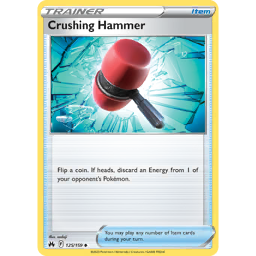 TRAINER
Item
Crushing Hammer
Flip a coin. If heads, discard an Energy from 1 of
your opponent's Pokémon.
125/159
You may play any number of Item cards
during your turn.